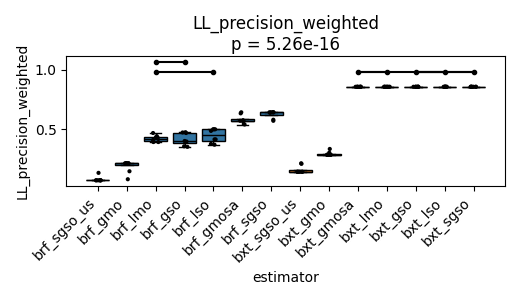 LL_precision_weighted
p = 5.26e-16
LL_precision_weighted
1.0
0.5
brf_sgso_us
brf_gmo
brf_lmo
brf_gso
brf_lso
brf_gmosa
brf_sgso
bxt_sgso_us
bxt_gmo
bxt_gmosa
bxt_lmo
bxt_gso
bxt_lso
bxt_sgso
estimator